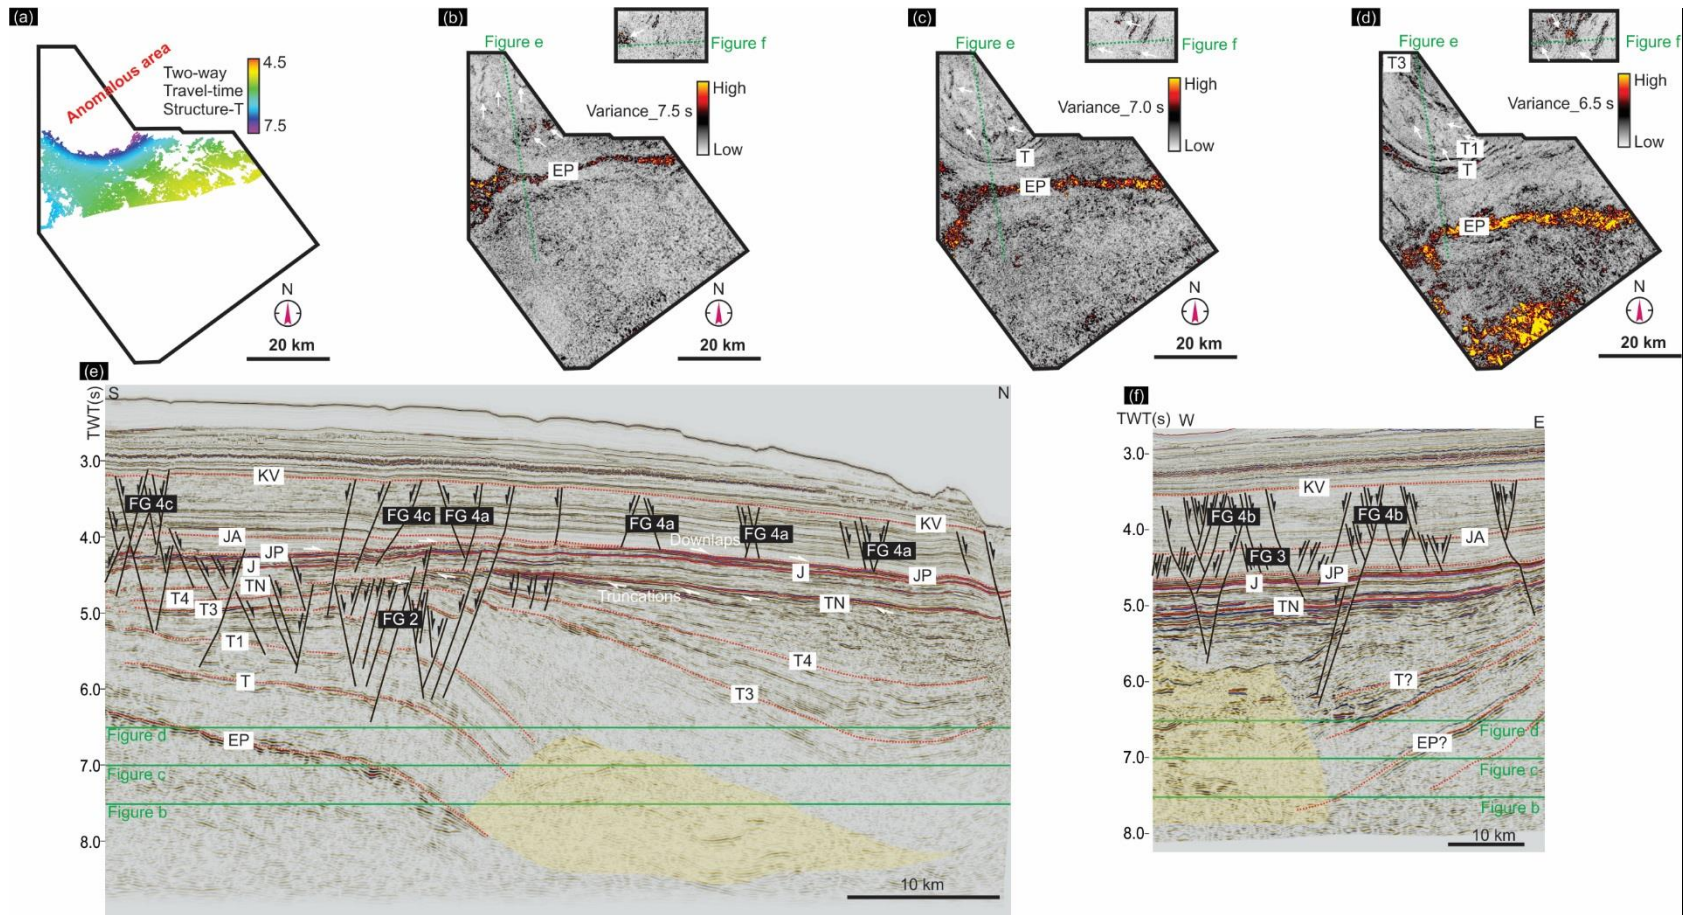 (a)
Anomalous area
Two-way
Travel-time
Structure-T
4.5
7.5
N
20 km
(b)
Figure e
Figure f
Variance_7.5 s
High
Low
EP
N
20 km
(c)
Figure e
Figure f
Variance_7.0 s
High
Low
T
EP
N
20 km
(d)
Figure e
Figure f
T3
Variance_6.5 s
High
Low
T1
T
EP
N
20 km
(e)
S
N
TWT(s)
3.0
4.0
5.0
6.0
7.0
8.0
KV
FG 4c
FG 4c
FG 4a
FG 4a
FG 4a
FG 4a
KV
JA
JP
J
TN
Downlaps
J
JP
T4
T3
Truncations
TN
FG 2
T1
T
T4
T3
EP
Figure d
Figure c
Figure b
10 km
(f)
TWT(s)
W
E
3.0
4.0
5.0
6.0
7.0
8.0
KV
FG 4b
FG 4b
JA
FG 3
J
JP
TN
T?
EP?
Figure d
Figure c
Figure b
10 km